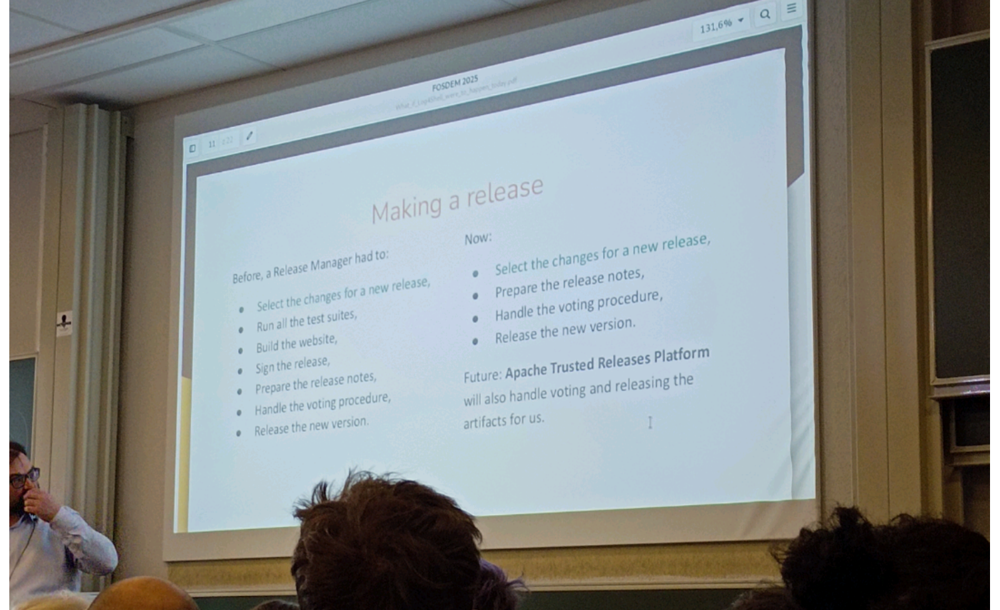 131,6%
FOSDEM 2025
What_if_Log4Shell_were_to_happen_today.pdf
11 z 22
Making a release
Before, a Release Manager had to:
● Select the changes for a new release,
● Run all the test suites,
● Build the website,
● Sign the release,
● Prepare the release notes,
● Handle the voting procedure,
● Release the new version.
Now:
● Select the changes for a new release,
● Prepare the release notes,
● Handle the voting procedure,
● Release the new version.
Future: Apache Trusted Releases Platform
will also handle voting and releasing the
artifacts for us.